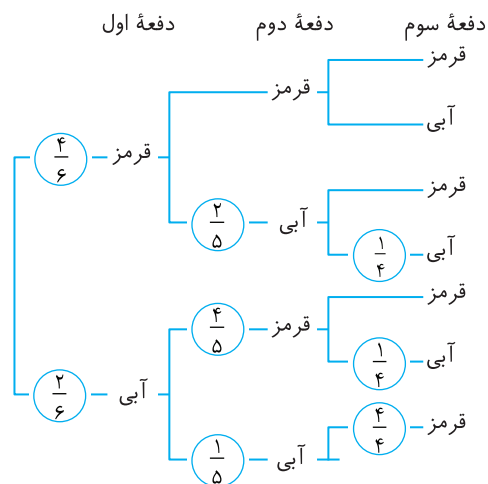 دفعهٔ اول دفعهٔ دوم دفعهٔ سوم
قرمز
قرمز
آبی
۴/۶ قرمز
قرمز
۲/۵ آبی
۱/۴ آبی
قرمز
۴/۵ قرمز
۱/۴ آبی
۲/۶ آبی
۴/۴ قرمز
۱/۵ آبی